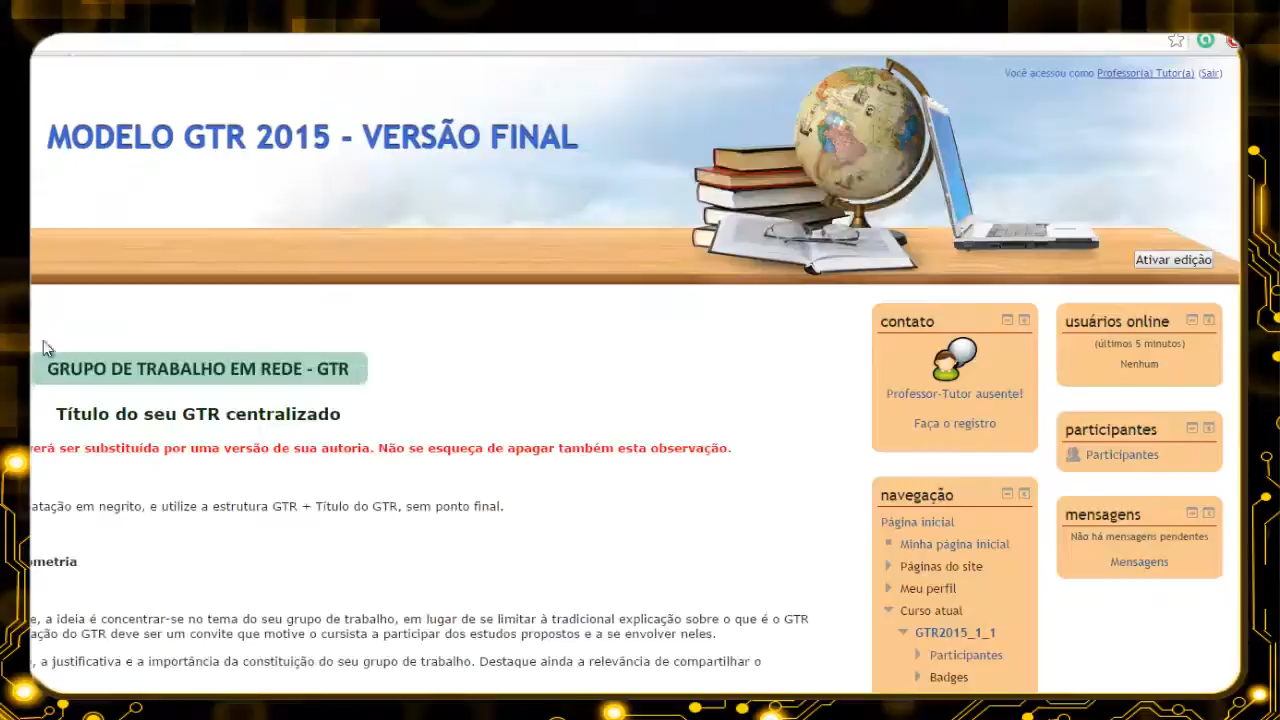 Você acessou como Professor(a) Tutor(a) (Sair)
MODELO GTR 2015 - VERSÃO FINAL
Ativar edição
GRUPO DE TRABALHO EM REDE - GTR
Título do seu GTR centralizado
verá ser substituída por uma versão de sua autoria. Não se esqueça de apagar também esta observação.
atação em negrito, e utilize a estrutura GTR + Título do GTR, sem ponto final.
ometria
e, a ideia é concentrar-se no tema do seu grupo de trabalho, em lugar de se limitar à tradicional explicação sobre o que é o GTR
ação do GTR deve ser um convite que motive o cursista a participar dos estudos propostos e a se envolver neles.
, a justificativa e a importância da constituição do seu grupo de trabalho. Destaque ainda a relevância de compartilhar o
contato
Professor-Tutor ausente!
Faça o registro
navegação
Página inicial
Minha página inicial
Páginas do site
Meu perfil
Curso atual
GTR2015_1_1
Participantes
Badges
usuários online
(últimos 5 minutos)
Nenhum
participantes
Participantes
mensagens
Não há mensagens pendentes
Mensagens